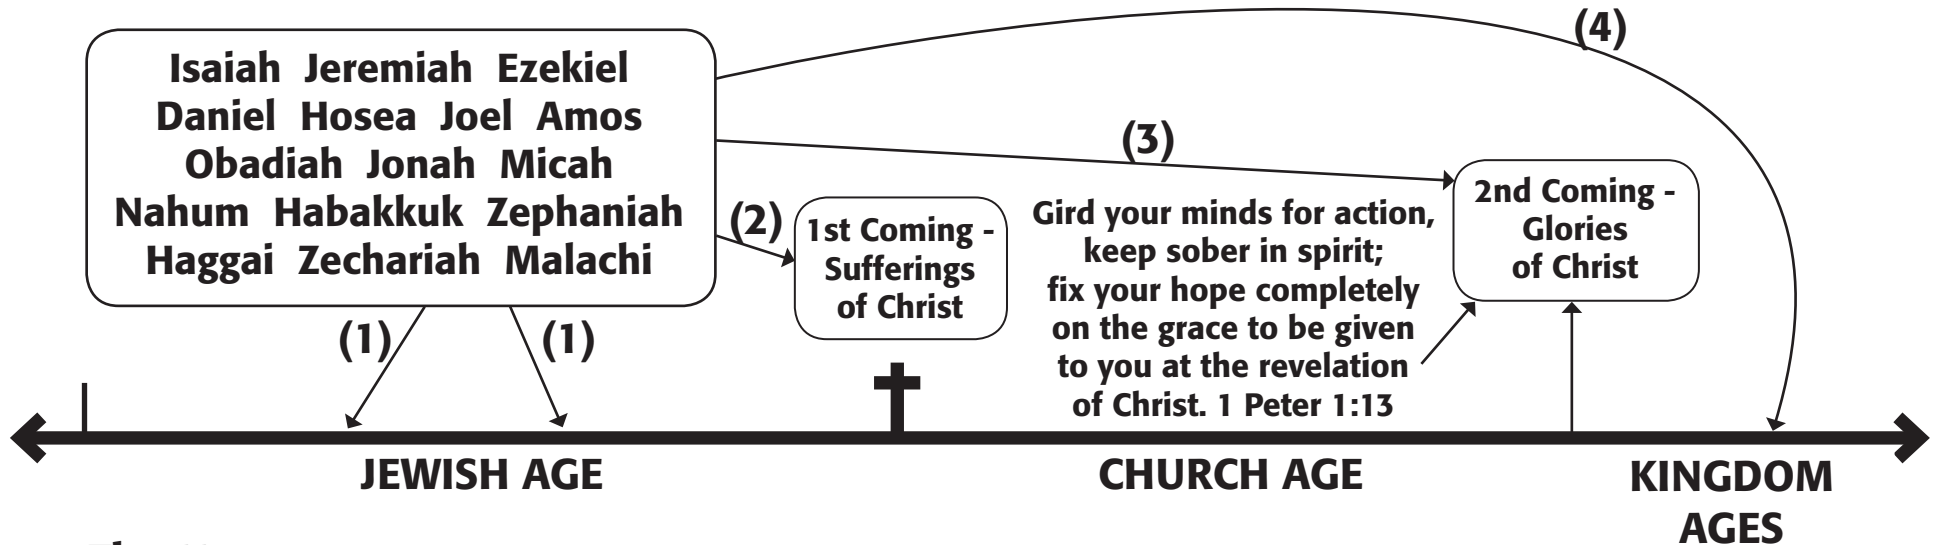 Isaiah Jeremiah Ezekiel
Daniel Hosea Joel Amos
Obadiah Jonah Micah
Nahum Habakkuk Zephaniah
Haggai Zechariah Malachi
(1)
(1)
(2)
1st Coming -
Sufferings
of Christ
(3)
(4)
Gird your minds for action,
keep sober in spirit;
fix your hope completely
on the grace to be given
to you at the revelation
of Christ. 1 Peter 1:13
2nd Coming -
Glories
of Christ
JEWISH AGE
CHURCH AGE
KINGDOM
AGES